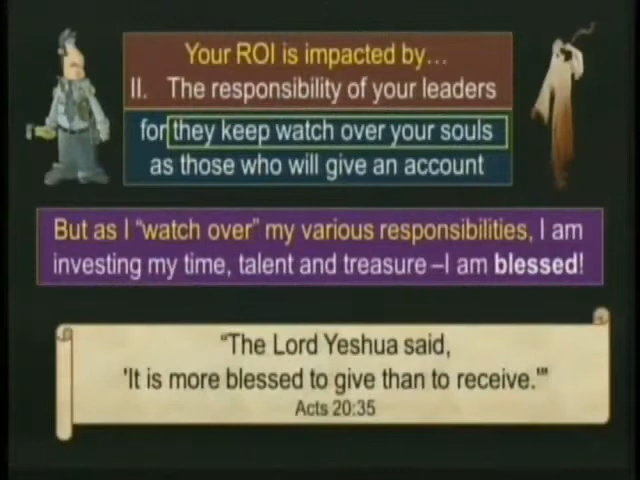 Your ROI is impacted by…
II. The responsibility of your leaders
for they keep watch over your souls
as those who will give an account
But as I “watch over” my various responsibilities, I am
investing my time, talent and treasure –I am blessed!
“The Lord Yeshua said,
'It is more blessed to give than to receive.'”
Acts 20:35